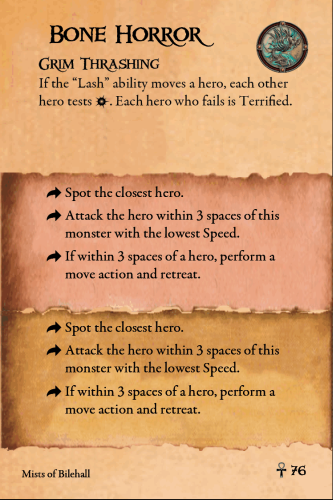 Bone Horror
Grim Thrashing
If the “Lash” ability moves a hero, each other
hero tests . Each hero who fails is Terrified.
Spot the closest hero.
Attack the hero within 3 spaces of this
monster with the lowest Speed.
If within 3 spaces of a hero, perform a
move action and retreat.
Spot the closest hero.
Attack the hero within 3 spaces of this
monster with the lowest Speed.
If within 3 spaces of a hero, perform a
move action and retreat.
Mists of Bilehall
76